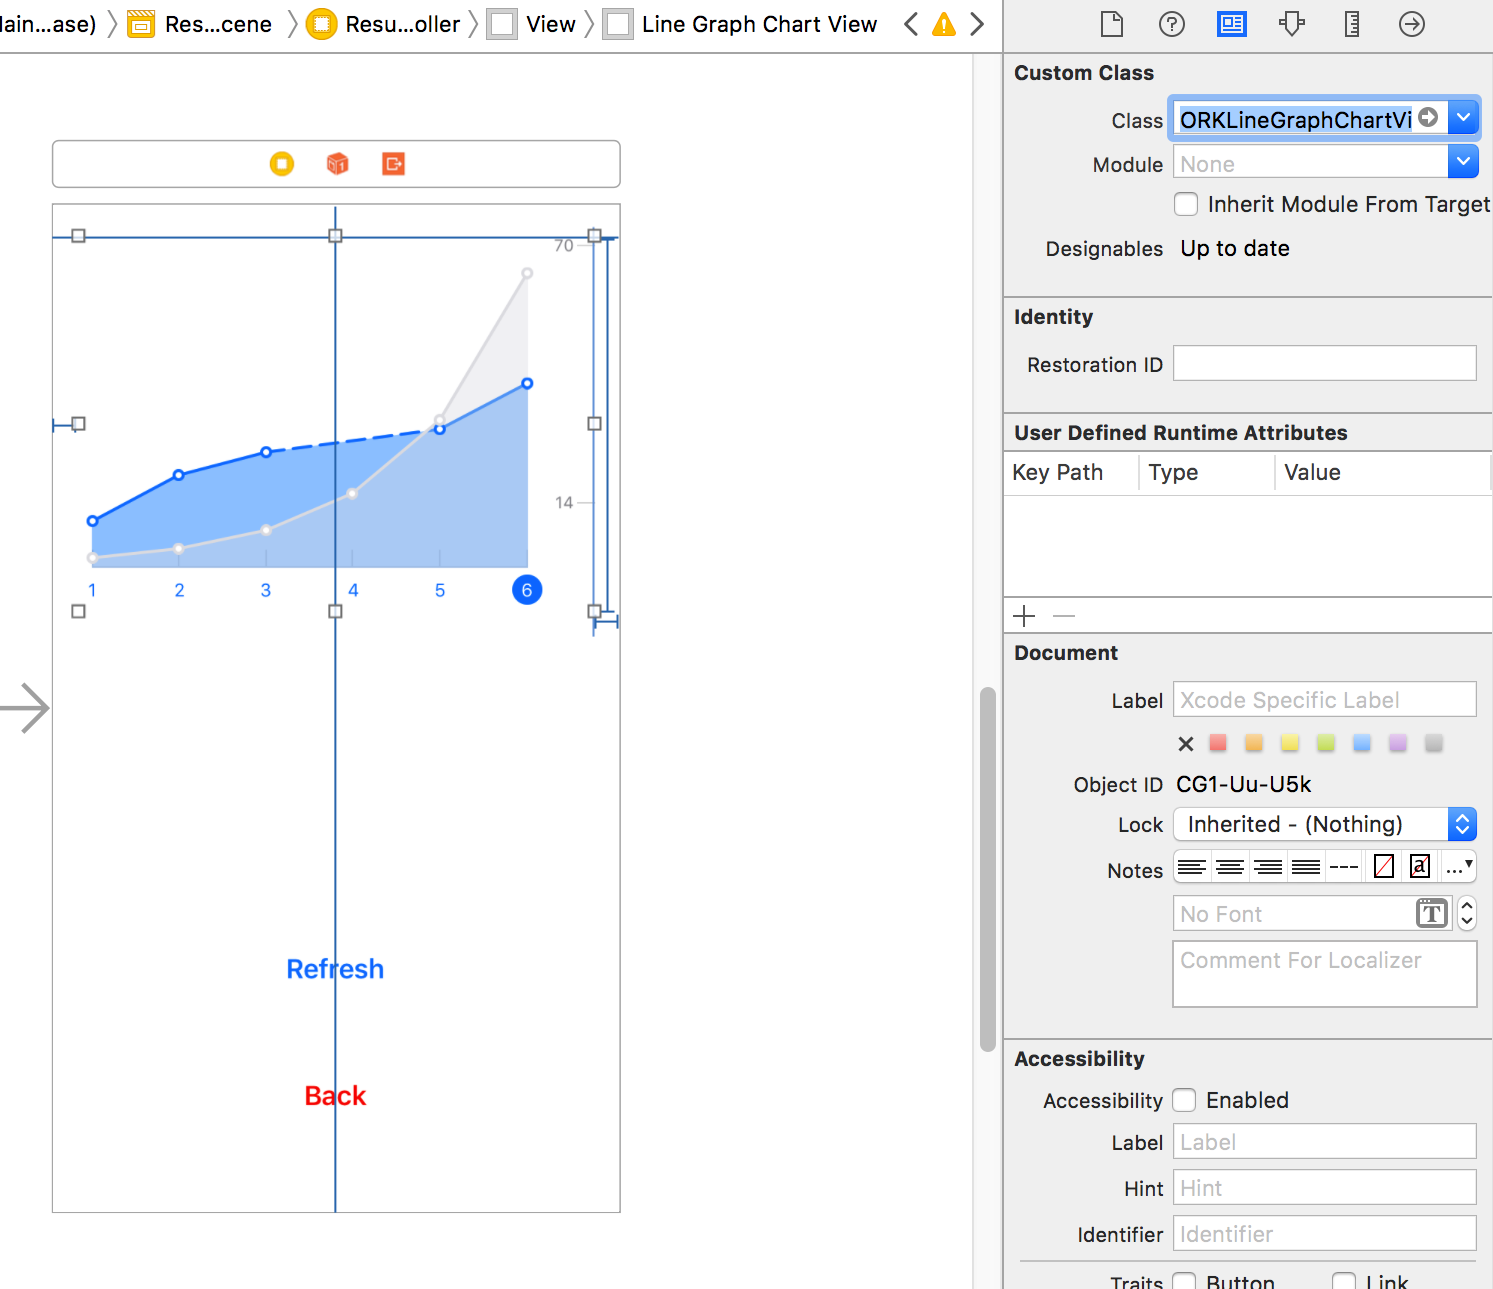 lain...ase) Res...cene Resu...oller View Line Graph Chart View
Custom Class
Class ORKLineGraphChartVi
Module None
Inherit Module From Target
Designables Up to date
Identity
Restoration ID
User Defined Runtime Attributes
Key Path Type Value
Document
Label Xcode Specific Label
Object ID CG1-Uu-U5k
Lock Inherited - (Nothing)
Notes
a ...
No Font T
Comment For Localizer
Accessibility
Accessibility Enabled
Label Label
Hint Hint
Identifier Identifier
Traits Button Link
70
14
1 2 3 4 5 6
Refresh
Back